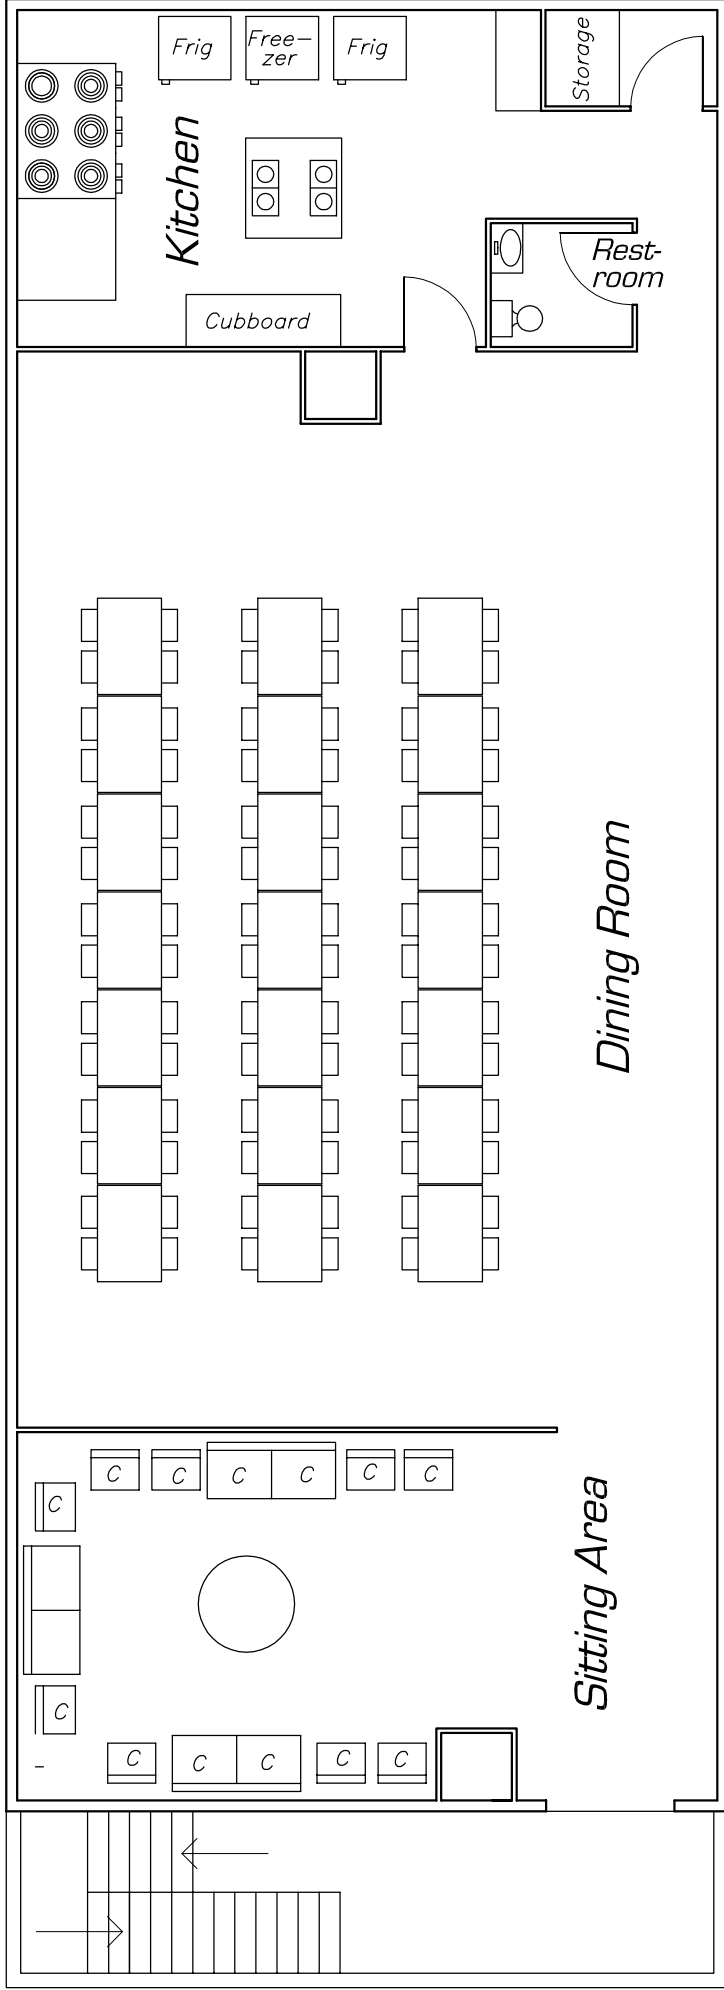 Frig
Free-
zer
Frig
Storage
Kitchen
Rest-
room
Cubboard
Dining Room
C
C
C
C
C
C
C
Sitting Area
C
C
C
C
C
C